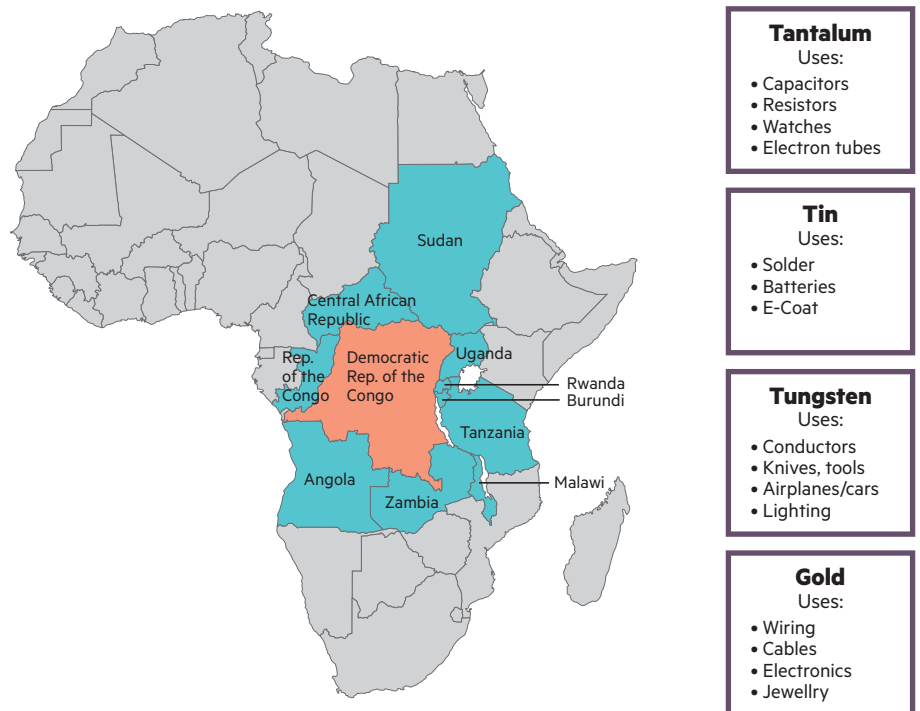 Sudan
Central African
Republic
Rep.
of the
Congo
Democratic
Rep. of the
Congo
Uganda
Rwanda
Burundi
Tanzania
Angola
Zambia
Malawi
Tantalum
Uses:
• Capacitors
• Resistors
• Watches
• Electron tubes
Tin
Uses:
• Solder
• Batteries
• E-Coat
Tungsten
Uses:
• Conductors
• Knives, tools
• Airplanes/cars
• Lighting
Gold
Uses:
• Wiring
• Cables
• Electronics
• Jewellry